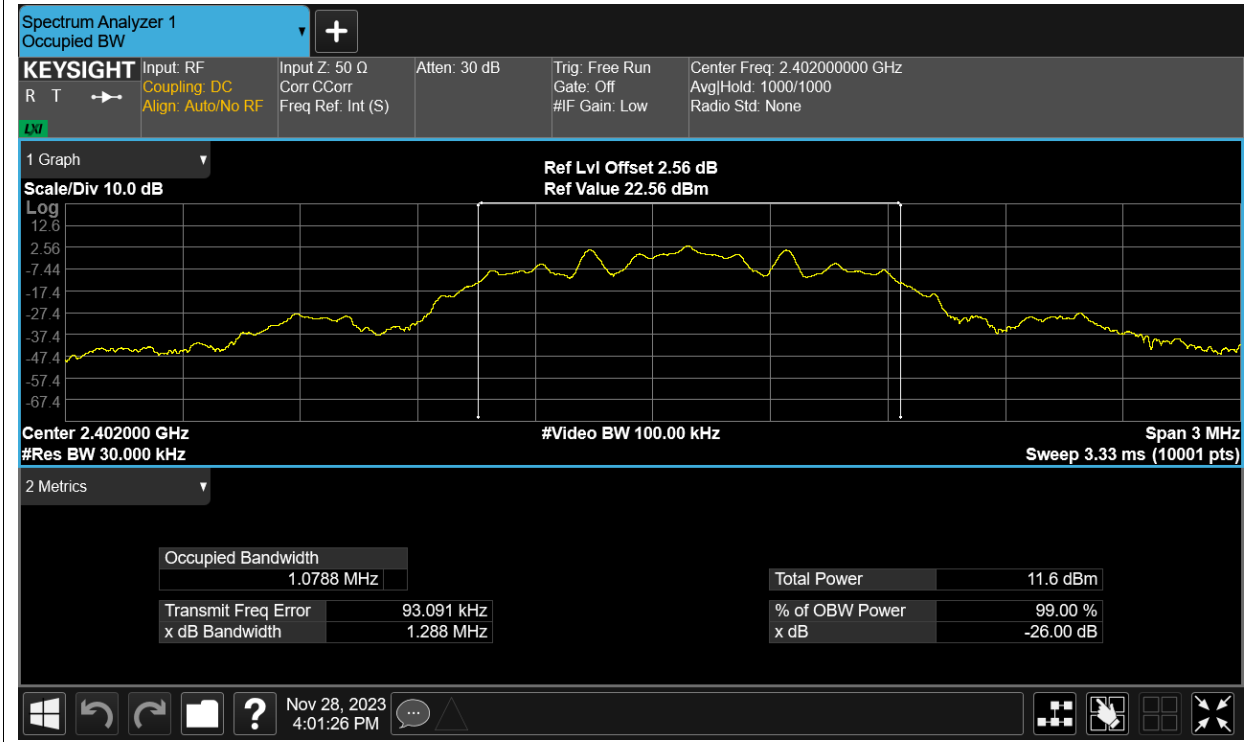 Spectrum Analyzer 1
Occupied BW
KEYSIGHT
R T
LXI
Input: RF
Coupling: DC
Align: Auto/No RF
Input Z: 50 Ω
Corr CCorr
Freq Ref: Int (S)
Atten: 30 dB
Trig: Free Run
Gate: Off
#IF Gain: Low
Center Freq: 2.402000000 GHz
Avg|Hold: 1000/1000
Radio Std: None
1 Graph
Scale/Div 10.0 dB
Ref Lvl Offset 2.56 dB
Ref Value 22.56 dBm
Log
12.6
2.56
-7.44
-17.4
-27.4
-37.4
-47.4
-57.4
-67.4
Center 2.402000 GHz
#Res BW 30.000 kHz
#Video BW 100.00 kHz
Span 3 MHz
Sweep 3.33 ms (10001 pts)
2 Metrics
Occupied Bandwidth
1.0788 MHz
Transmit Freq Error 93.091 kHz
x dB Bandwidth 1.288 MHz
Total Power 11.6 dBm
% of OBW Power 99.00 %
x dB -26.00 dB
?
Nov 28, 2023
4:01:26 PM